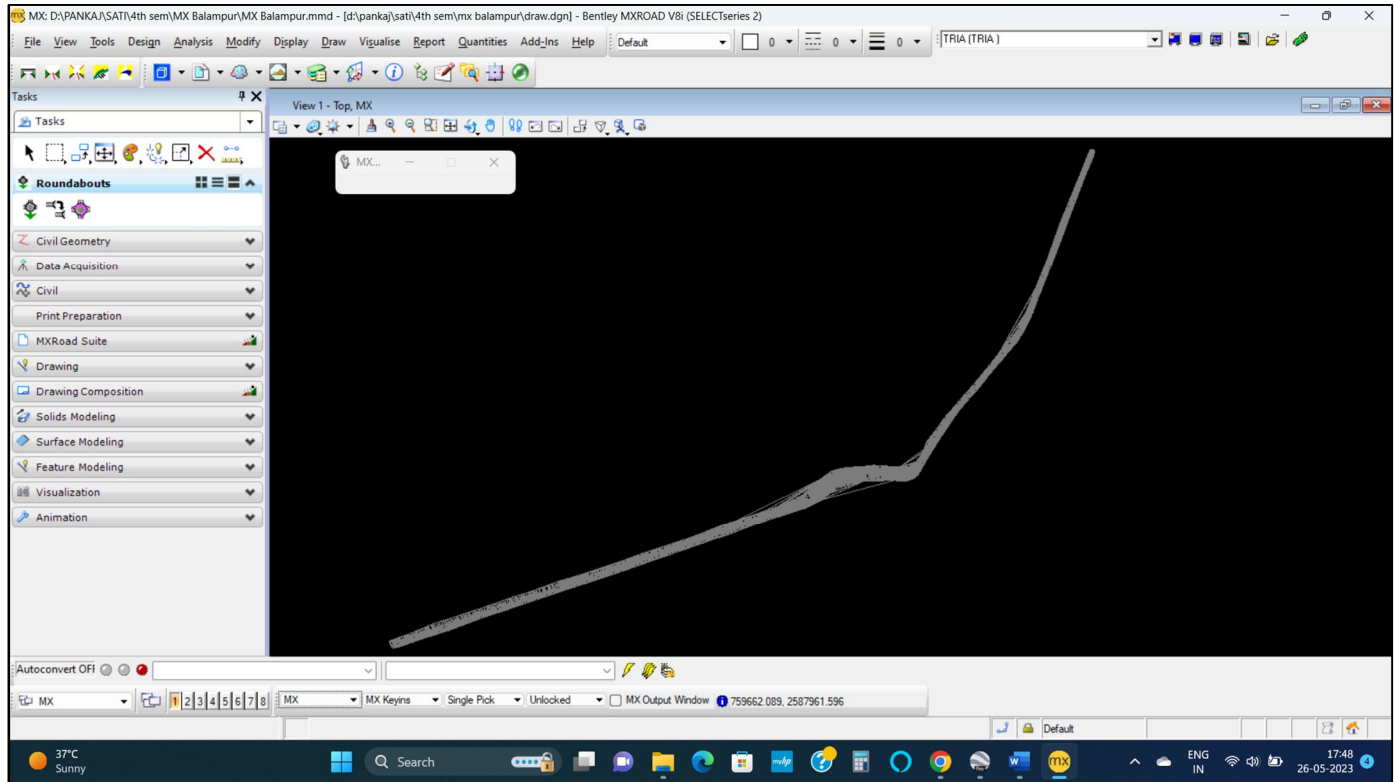 MX: D:\PANKAJ\SATI\4th sem\MX Balampur\MX Balampur.mmd - [d:\pankaj\sati\4th sem\mx balampur\draw.dgn] - Bentley MXROAD V8i (SELECTseries 2)
File View Tools Design Analysis Modify Display Draw Visualise Report Quantities Add-Ins Help Default 0 0 0 TRIA (TRIA )
Tasks
View 1 - Top, MX
Tasks
MX...
Roundabouts
Civil Geometry
Data Acquisition
Civil
Print Preparation
MXRoad Suite
Drawing
Drawing Composition
Solids Modeling
Surface Modeling
Feature Modeling
Visualization
Animation
Autoconvert OFF
MX 1 2 3 4 5 6 7 8 MX MX Keyins Single Pick Unlocked MX Output Window 759662.089, 2587961.596
Default
37°C
Sunny
Search
mx
ENG
IN
17:48
26-05-2023
4